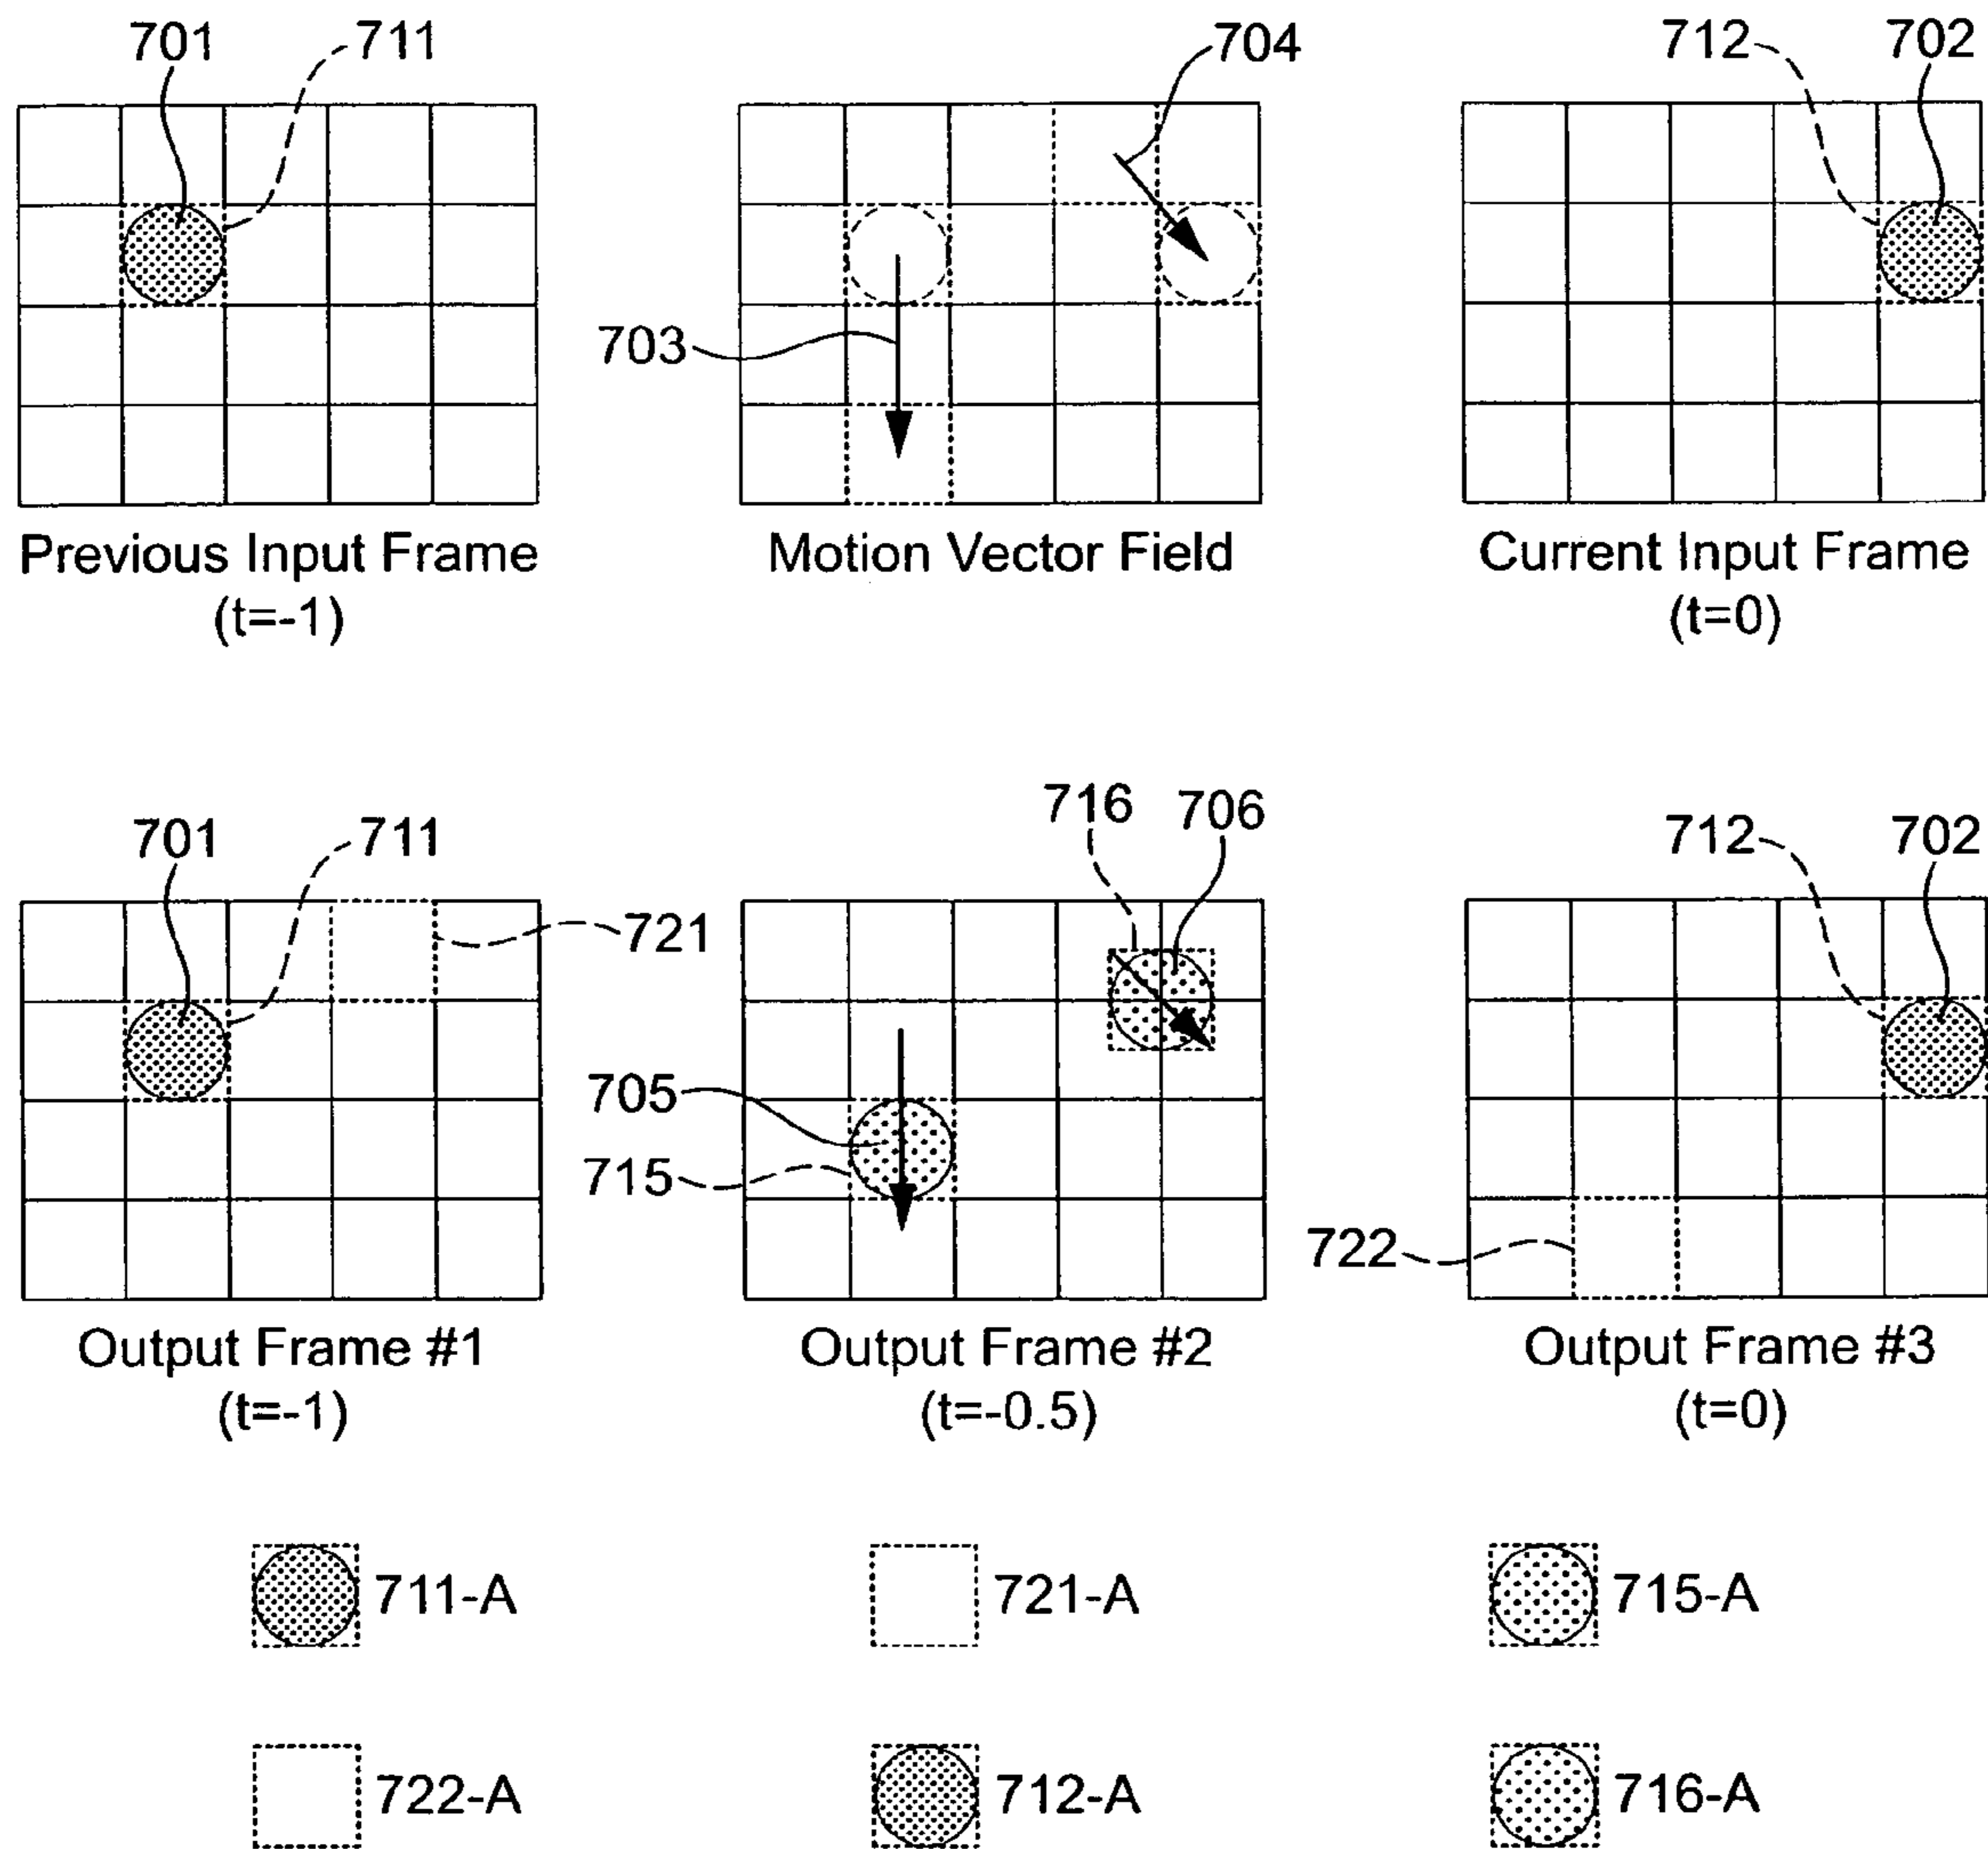 701 711 704 712 702
703
Previous Input Frame Motion Vector Field Current Input Frame
(t=-1) (t=0)
716 706
701 711 712 702
721
705
715
722
Output Frame #1 Output Frame #2 Output Frame #3
(t=-1) (t=-0.5) (t=0)
711-A 721-A 715-A
722-A 712-A 716-A